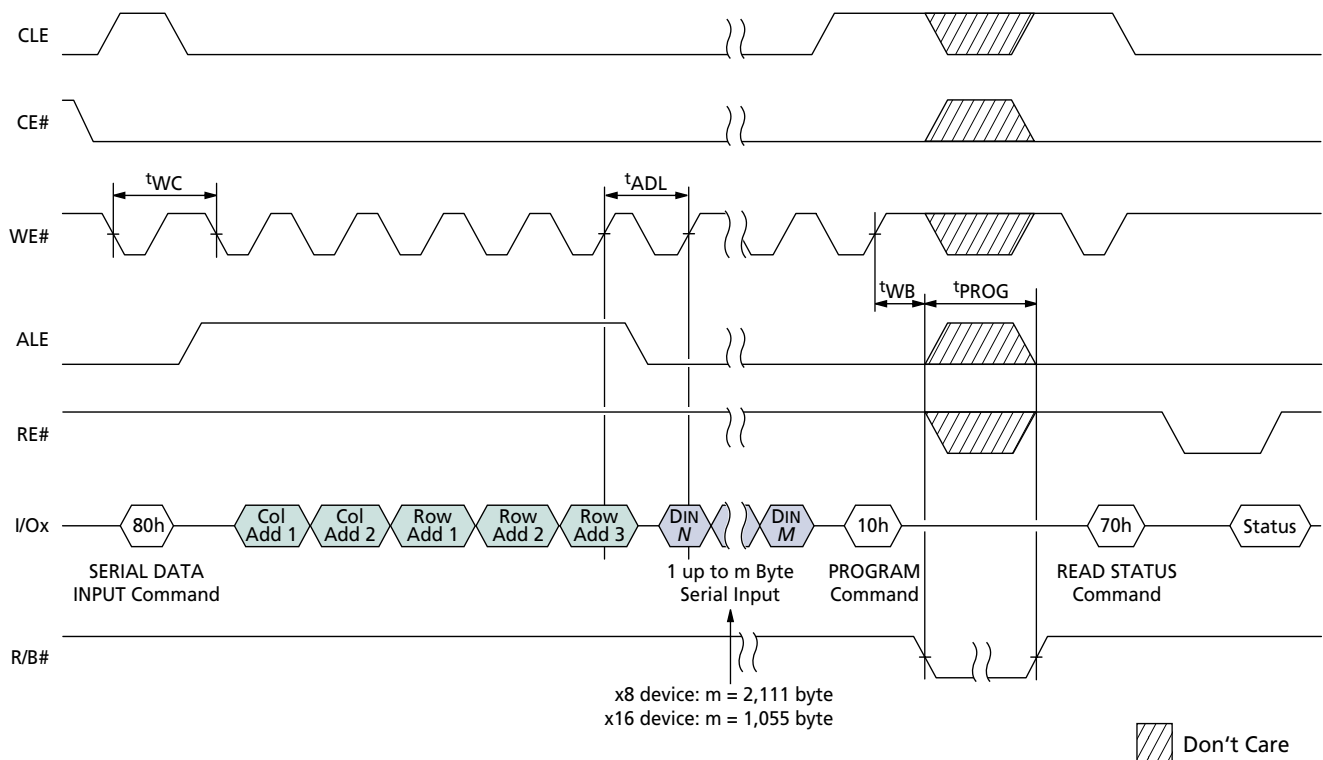 CLE
CE#
tWC
tADL
WE#
tWB
tPROG
ALE
RE#
I/Ox
80h
Col
Add 1
Col
Add 2
Row
Add 1
Row
Add 2
Row
Add 3
DIN
N
DIN
M
10h
70h
Status
SERIAL DATA
INPUT Command
1 up to m Byte
Serial Input
PROGRAM
Command
READ STATUS
Command
R/B#
x8 device: m = 2,111 byte
x16 device: m = 1,055 byte
Don't Care